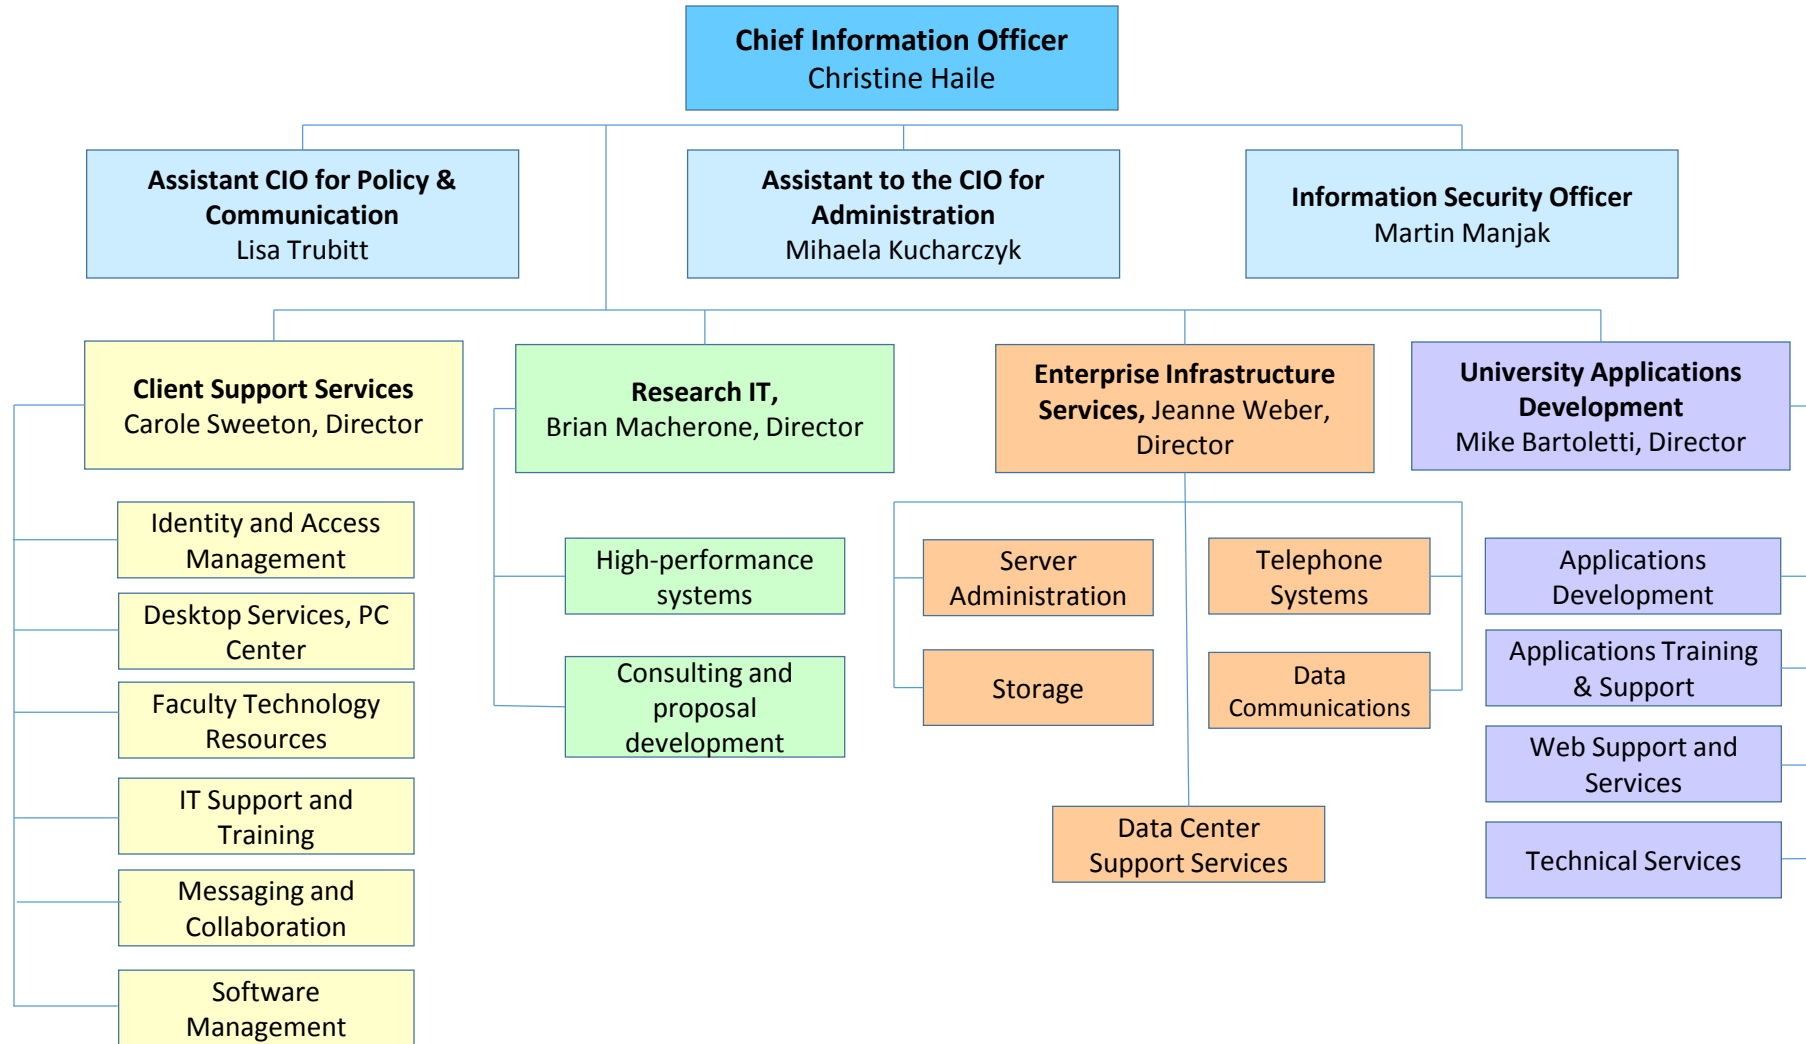 Chief Information Officer
Christine Haile
Assistant CIO for Policy &
Communication
Lisa Trubitt
Assistant to the CIO for
Administration
Mihaela Kucharczyk
Information Security Officer
Martin Manjak
Client Support Services
Carole Sweeton, Director
Research IT,
Brian Macherone, Director
Enterprise Infrastructure
Services, Jeanne Weber,
Director
University Applications
Development
Mike Bartoletti, Director
Identity and Access
Management
Desktop Services, PC
Center
Faculty Technology
Resources
IT Support and
Training
Messaging and
Collaboration
Software
Management
High-performance
systems
Consulting and
proposal
development
Server
Administration
Storage
Telephone
Systems
Data
Communications
Data Center
Support Services
Applications
Development
Applications Training
& Support
Web Support and
Services
Technical Services